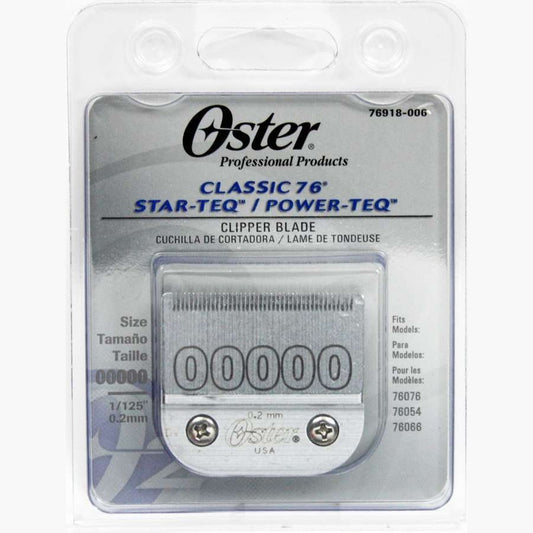 76918-006
Oster®
Professional Products
CLASSIC 76®
STAR-TEQ™ / POWER-TEQ™
CLIPPER BLADE
CUCHILLA DE CORTADORA / LAME DE TONDEUSE
Size
Tamaño
Taille
00000
1/125"
0.2mm
00000
0.2 mm
Oster®
USA
Fits
Models:
Para
Modelos:
Pour les
Modèles:
76076
76054
76066